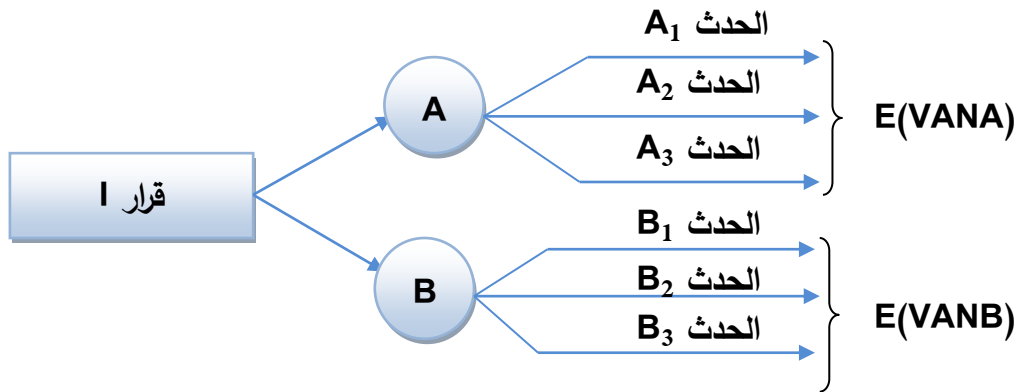 الحدث A₁
الحدث A₂
A
E(VANA)
الحدث A₃
قرار I
الحدث B₁
الحدث B₂
B
E(VANB)
الحدث B₃